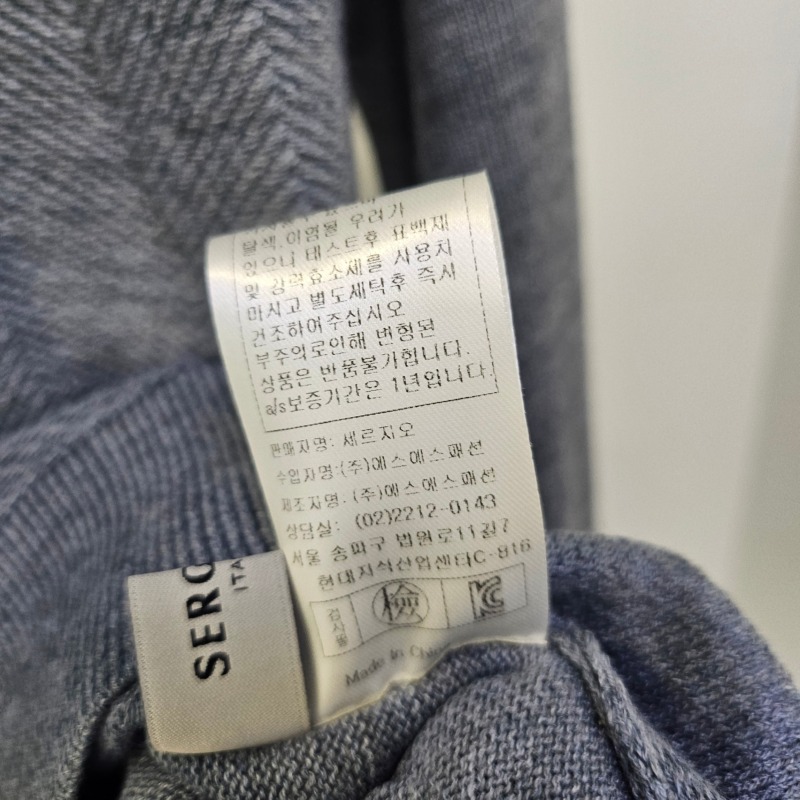 탈색,이염될 우려가
있으니 테스트후 표백제
및 강력효소세를 사용치
마시고 별도세탁후 즉시
건조하여주십시오
부주의로인해 변형된
상품은 반품불가합니다.
a/s보증기간은 1년입니다.
판매자명: 세르지오
수입자명:(주)에스에스패션
제조자명: (주)에스에스패션
상담실: (02)2212-0143
서울 송파구 법원로11길7
현대지식산업센타C-816
검사필 檢
Made in
SERG
ITA